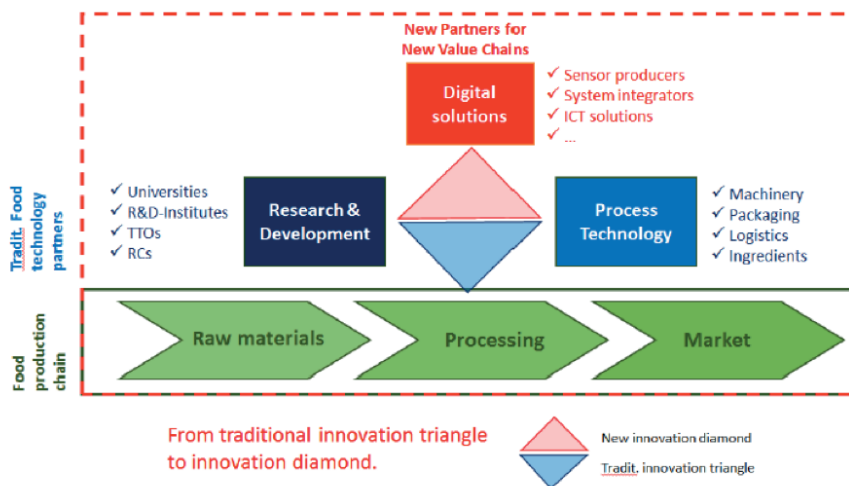 New Partners for
New Value Chains
Digital
solutions
✓ Sensor producers
✓ System integrators
✓ ICT solutions
✓ ...
Tradit. Food
technology
partners
✓ Universities
✓ R&D-Institutes
✓ TTOs
✓ RCs
Research &
Development
Process
Technology
✓ Machinery
✓ Packaging
✓ Logistics
✓ Ingredients
Food
production
chain
Raw materials
Processing
Market
From traditional innovation triangle
to innovation diamond.
New innovation diamond
Tradit. innovation triangle